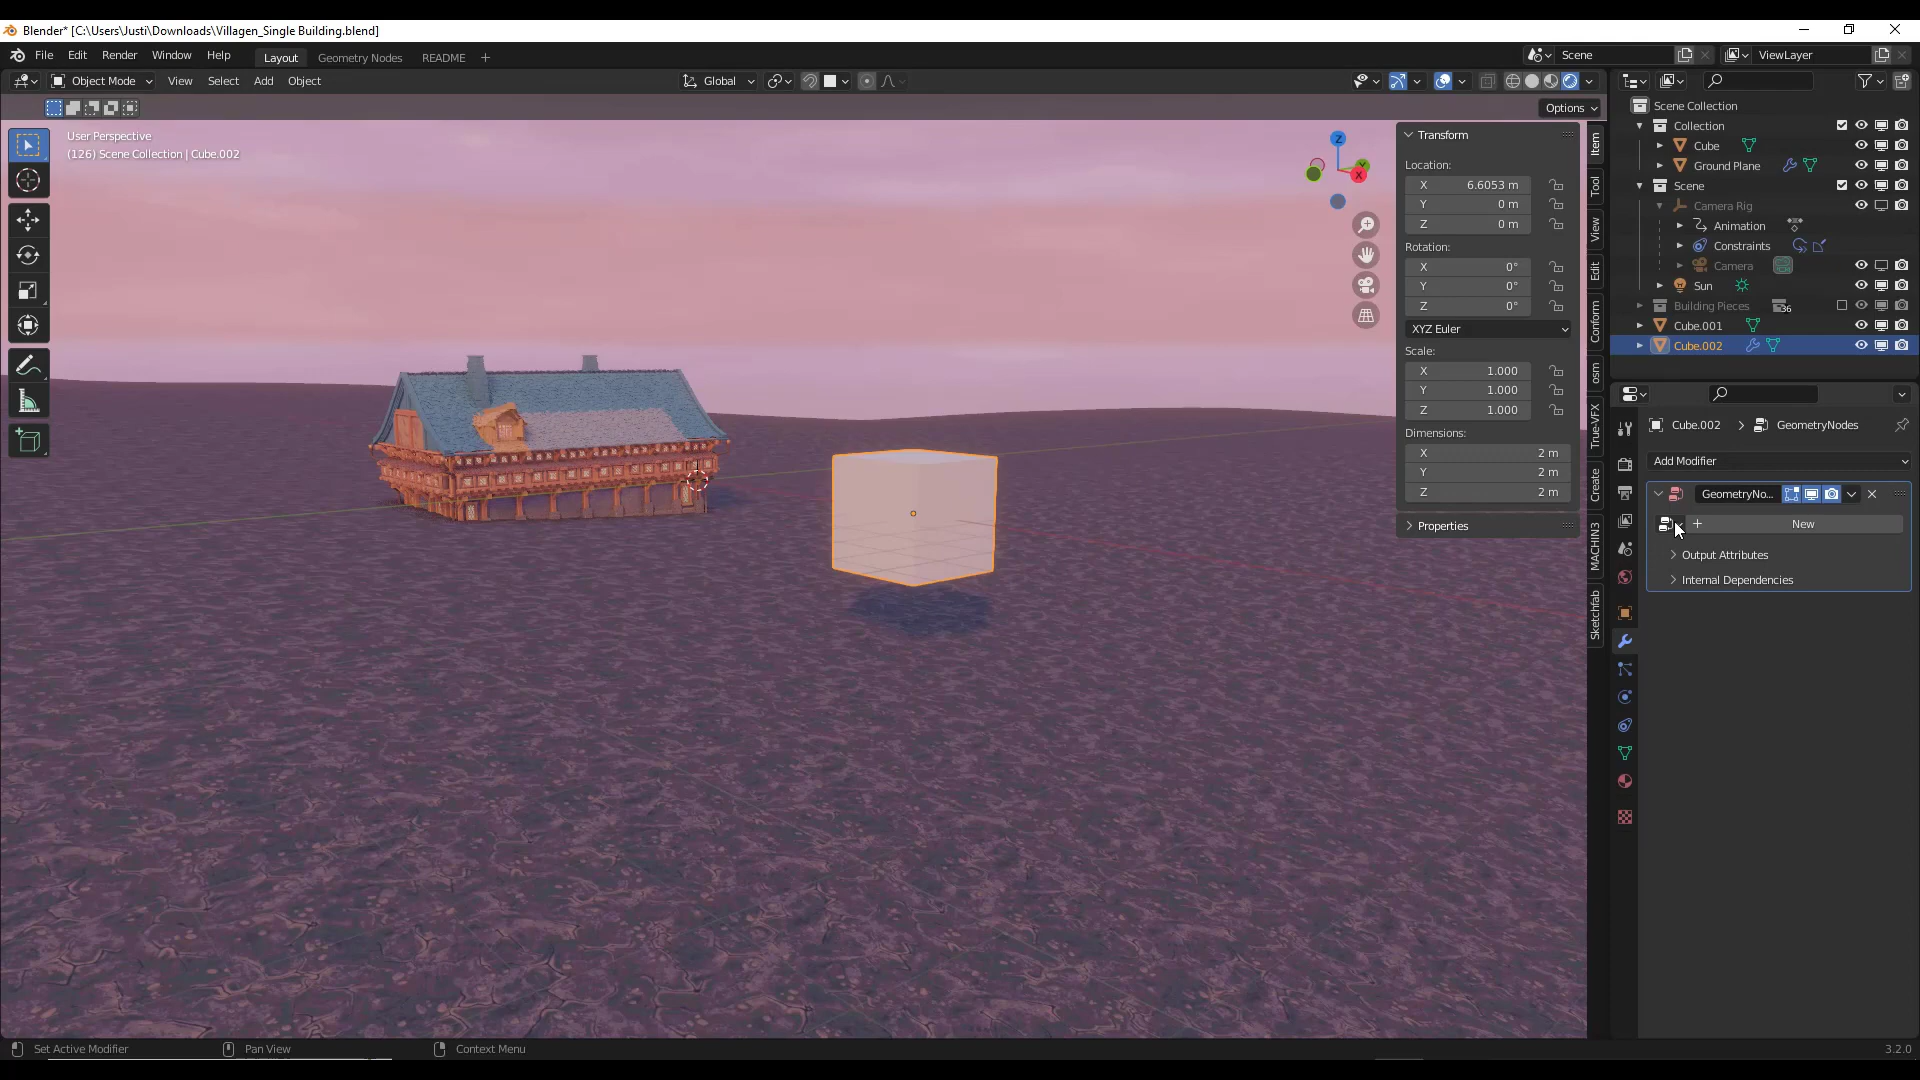 Blender* [C:\Users\Justi\Downloads\Villagen_Single Building.blend]
File Edit Render Window Help Layout Geometry Nodes README + Scene ViewLayer
Object Mode View Select Add Object Global
Options
User Perspective
(126) Scene Collection | Cube.002
Z
Y
X
Transform
Location:
X 6.6053 m
Y 0 m
Z 0 m
Rotation:
X 0°
Y 0°
Z 0°
XYZ Euler
Scale:
X 1.000
Y 1.000
Z 1.000
Dimensions:
X 2 m
Y 2 m
Z 2 m
Properties
Item
Tool
View
Edit
Conform
osm
True-VFX
Create
MACHIN3
Sketchfab
Scene Collection
Collection
Cube
Ground Plane
Scene
Camera Rig
Animation
Constraints
Camera
Sun
Building Pieces 36
Cube.001
Cube.002
Cube.002 > GeometryNodes
Add Modifier
GeometryNo...
+ New
Output Attributes
Internal Dependencies
Set Active Modifier Pan View Context Menu 3.2.0